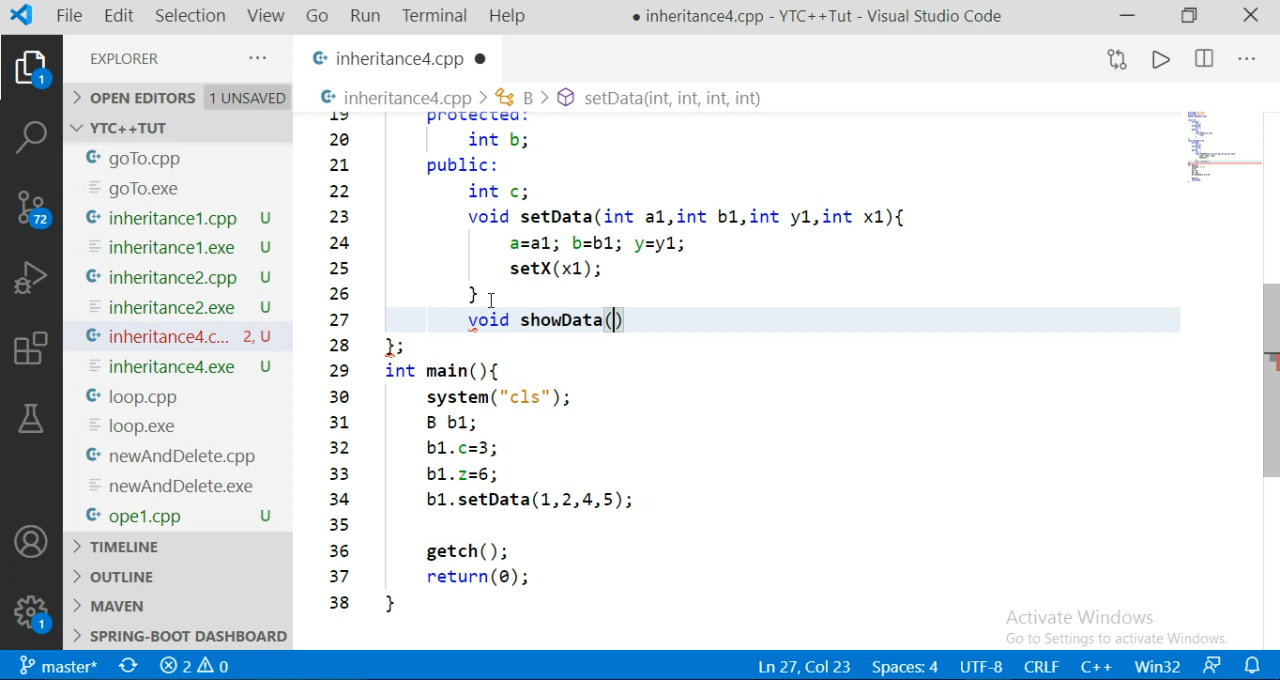 File Edit Selection View Go Run Terminal Help
● inheritance4.cpp - YTC++Tut - Visual Studio Code
EXPLORER ···
inheritance4.cpp ●
1
OPEN EDITORS 1 UNSAVED
inheritance4.cpp > B > setData(int, int, int, int)
YTC++TUT
goTo.cpp
goTo.exe
72
inheritance1.cpp U
inheritance1.exe U
inheritance2.cpp U
inheritance2.exe U
inheritance4.c... 2, U
inheritance4.exe U
loop.cpp
loop.exe
newAndDelete.cpp
newAndDelete.exe
ope1.cpp U
TIMELINE
OUTLINE
MAVEN
SPRING-BOOT DASHBOARD
1
19 protected:
20 int b;
21 public:
22 int c;
23 void setData(int a1,int b1,int y1,int x1){
24 a=a1; b=b1; y=y1;
25 setX(x1);
26 }
27 void showData()
28 };
29 int main(){
30 system("cls");
31 B b1;
32 b1.c=3;
33 b1.z=6;
34 b1.setData(1,2,4,5);
35
36 getch();
37 return(0);
38 }
Activate Windows
Go to Settings to activate Windows.
master* 2 0 Ln 27, Col 23 Spaces: 4 UTF-8 CRLF C++ Win32